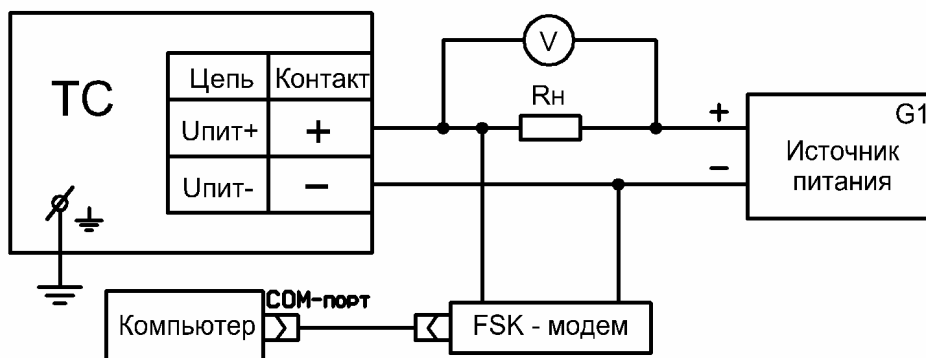 V
Rн
ТС
Цепь Контакт
Uпит+ +
Uпит- −
+
−
G1
Источник
питания
COM-порт
Компьютер
FSK - модем